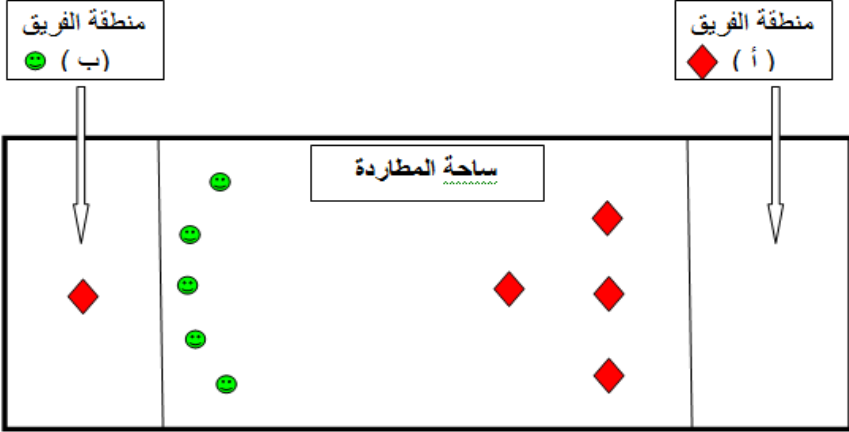 منطقة الفريق
( أ )
منطقة الفريق
(ب )
ساحة المطاردة